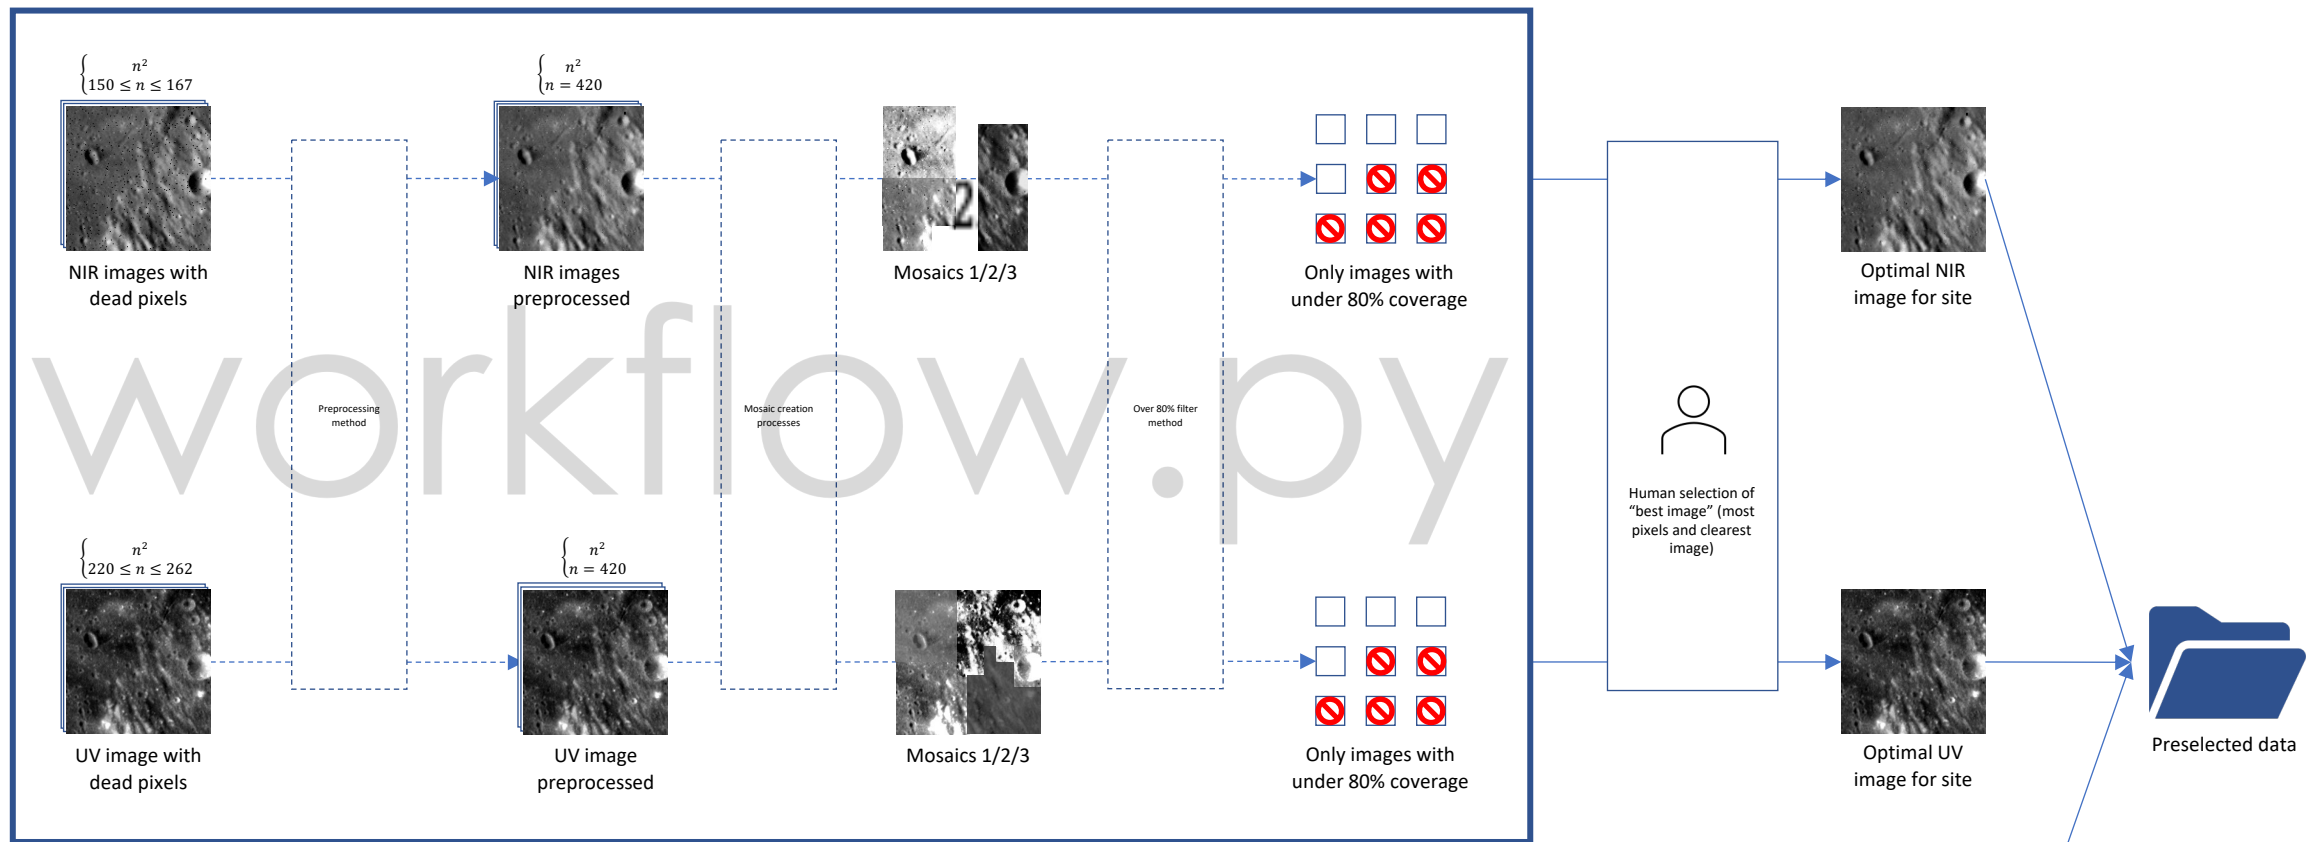 n²
150 ≤ n ≤ 167
n²
n = 420
NIR images with
dead pixels
NIR images
preprocessed
Mosaics 1/2/3
2
Only images with
under 80% coverage
Optimal NIR
image for site
workflow.py
Preprocessing
method
Mosaic creation
processes
Over 80% filter
method
Human selection of
“best image” (most
pixels and clearest
image)
n²
220 ≤ n ≤ 262
n²
n = 420
UV image with
dead pixels
UV image
preprocessed
Mosaics 1/2/3
Only images with
under 80% coverage
Optimal UV
image for site
Preselected data